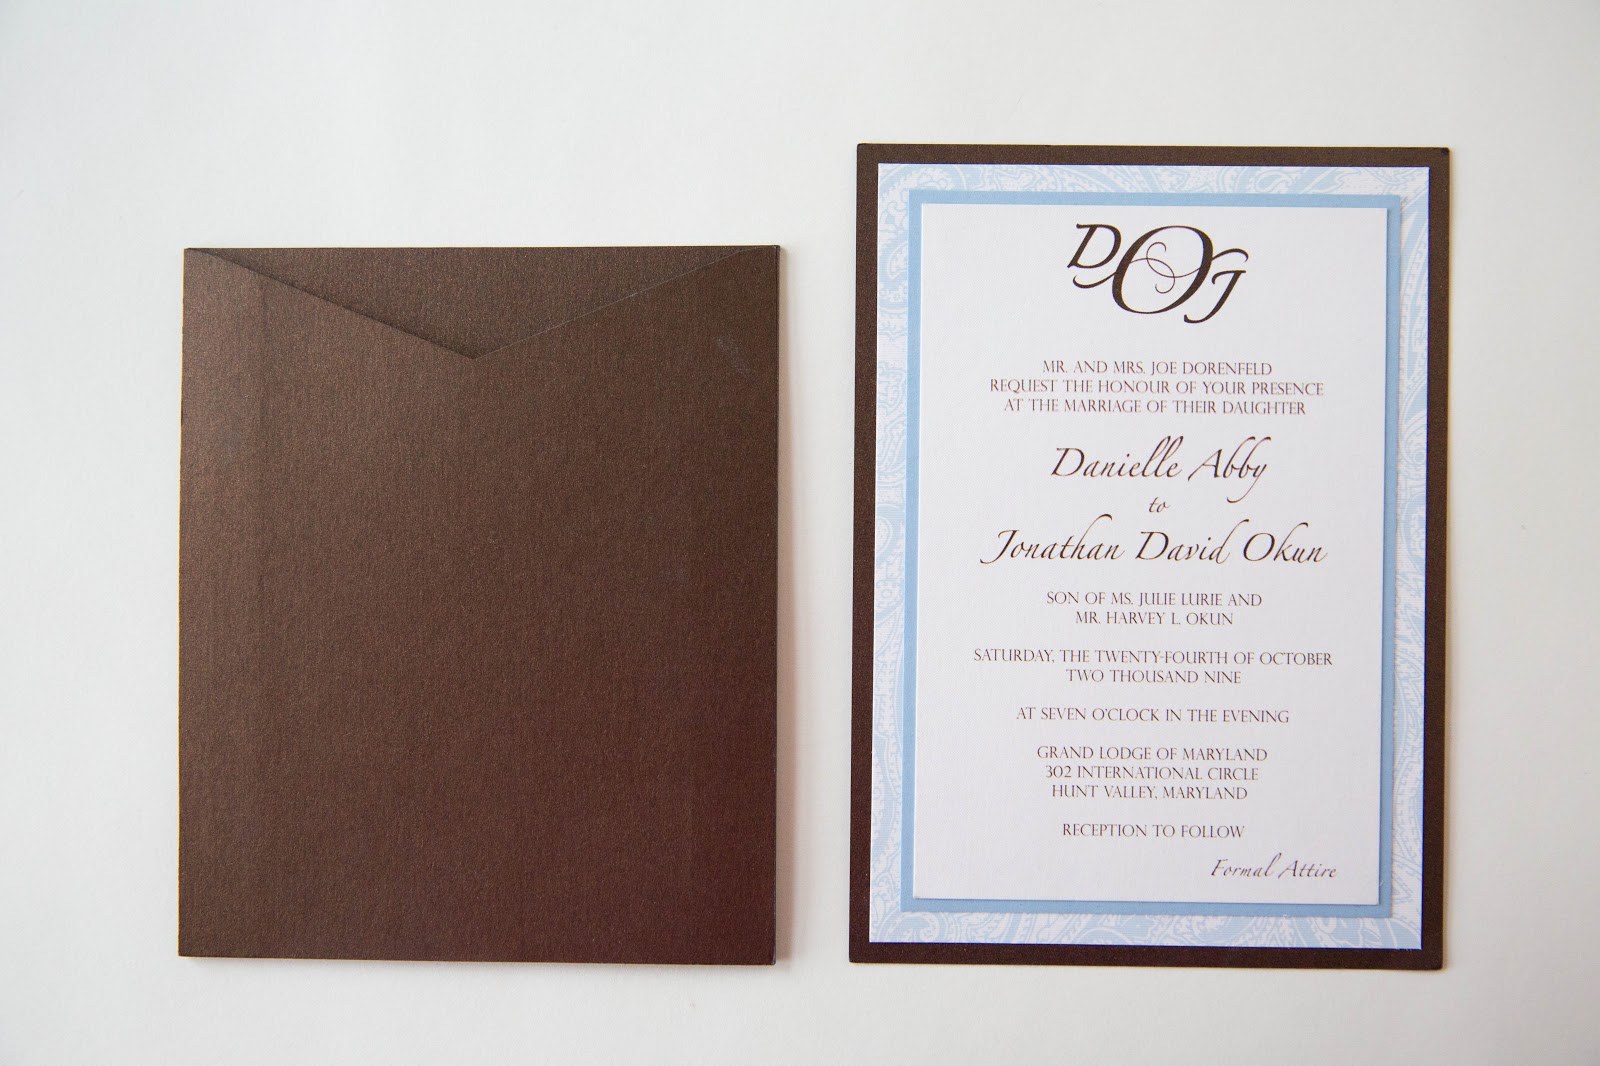 DOJ
MR. AND MRS. JOE DORENFELD
REQUEST THE HONOUR OF YOUR PRESENCE
AT THE MARRIAGE OF THEIR DAUGHTER
Danielle Abby
to
Jonathan David Okun
SON OF MS. JULIE LURIE AND
MR. HARVEY L. OKUN
SATURDAY, THE TWENTY-FOURTH OF OCTOBER
TWO THOUSAND NINE
AT SEVEN O'CLOCK IN THE EVENING
GRAND LODGE OF MARYLAND
302 INTERNATIONAL CIRCLE
HUNT VALLEY, MARYLAND
RECEPTION TO FOLLOW
Formal Attire